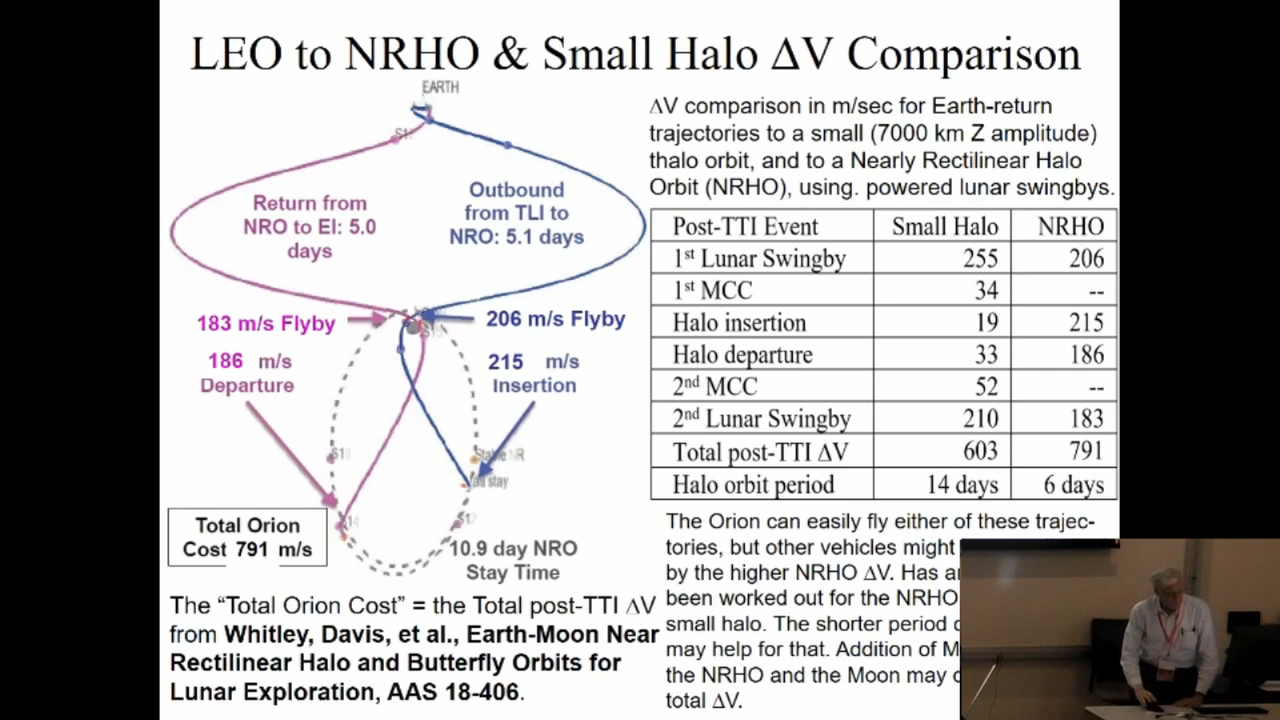 LEO to NRHO & Small Halo ΔV Comparison
EARTH
Return from
NRO to EI: 5.0
days
Outbound
from TLI to
NRO: 5.1 days
183 m/s Flyby
206 m/s Flyby
186 m/s
Departure
215 m/s
Insertion
stay
Total Orion
Cost 791 m/s
10.9 day NRO
Stay Time
The “Total Orion Cost” = the Total post-TTI ΔV
from Whitley, Davis, et al., Earth-Moon Near
Rectilinear Halo and Butterfly Orbits for
Lunar Exploration, AAS 18-406.
ΔV comparison in m/sec for Earth-return
trajectories to a small (7000 km Z amplitude)
thalo orbit, and to a Nearly Rectilinear Halo
Orbit (NRHO), using. powered lunar swingbys.
Post-TTI Event Small Halo NRHO
1st Lunar Swingby 255 206
1st MCC 34 --
Halo insertion 19 215
Halo departure 33 186
2nd MCC 52 --
2nd Lunar Swingby 210 183
Total post-TTI ΔV 603 791
Halo orbit period 14 days 6 days
The Orion can easily fly either of these trajec-
tories, but other vehicles might
by the higher NRHO ΔV. Has
been worked out for the NRHO
small halo. The shorter period
may help for that. Addition of
the NRHO and the Moon may
total ΔV.